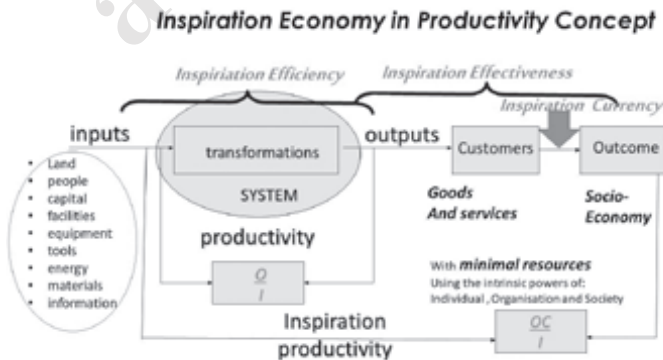 Inspiration Economy in Productivity Concept
Inspiriation Efficiency
Inspiration Effectiveness
Inspiration Currency
inputs
transformations
outputs
Customers
Outcome
SYSTEM
• Land
• people
• capital
• facilities
• equipment
• tools
• energy
• materials
• information
Goods
And services
Socio-
Economy
productivity
O
I
With minimal resources
Using the intrinsic powers of:
Individual , Organisation and Society
Inspiration
productivity
OC
I